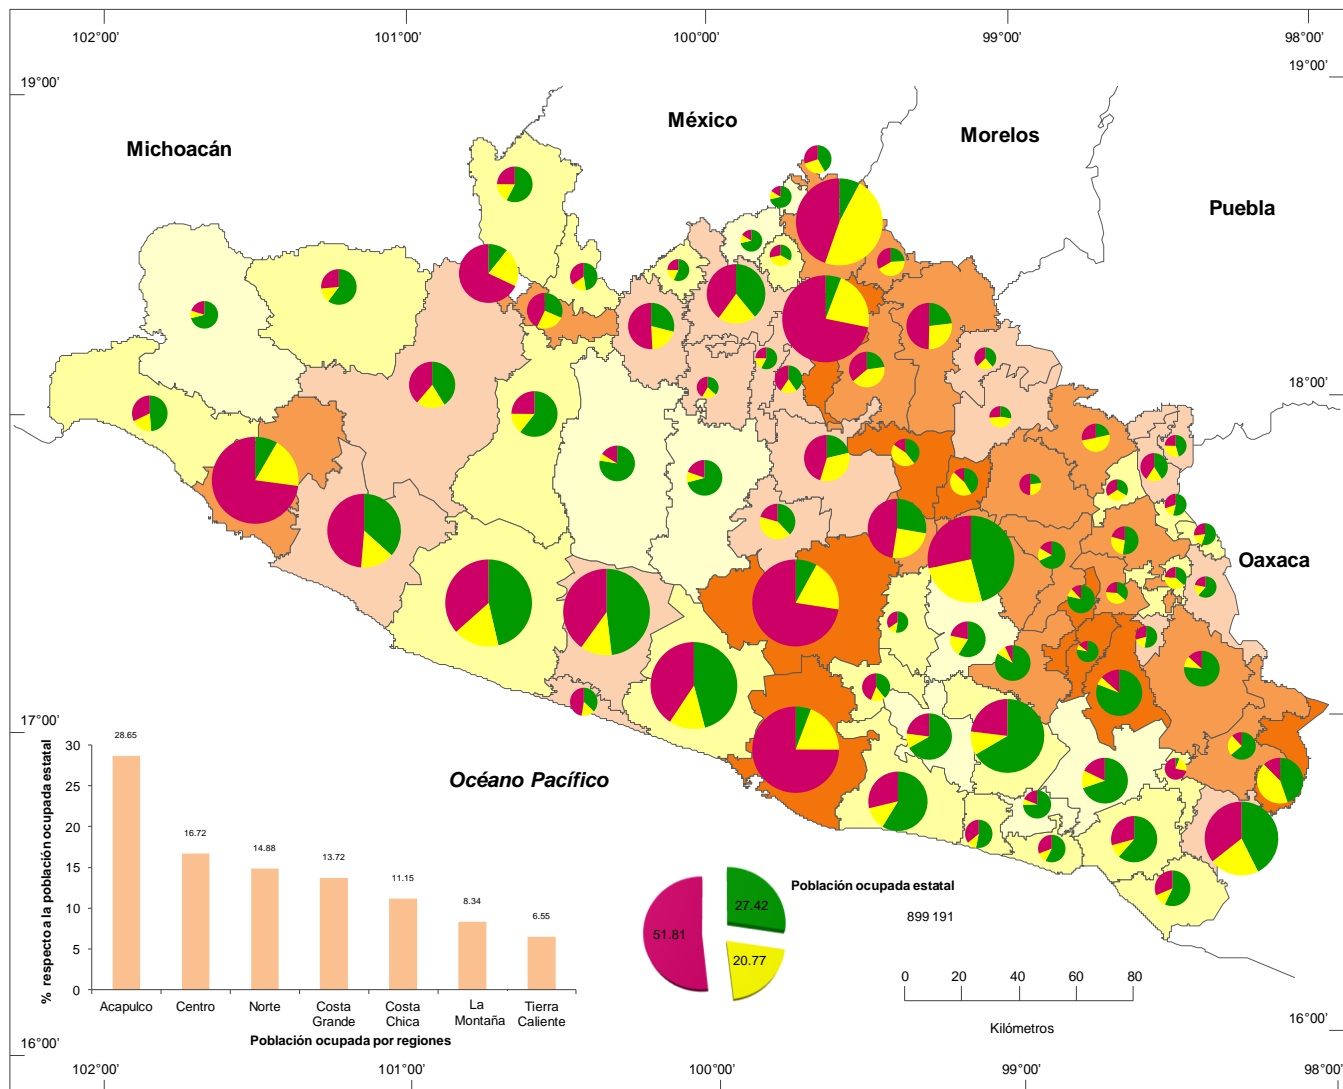 102°00'
101°00'
100°00'
99°00'
98°00'
19°00'
19°00'
México
Morelos
Michoacán
Puebla
18°00'
18°00'
Oaxaca
17°00'
17°00'
Océano Pacífico
% respecto a la población ocupada estatal
30
25
20
15
10
5
0
28.65
16.72
14.88
13.72
11.15
8.34
6.55
Acapulco
Centro
Norte
Costa
Grande
Costa
Chica
La
Montaña
Tierra
Caliente
Población ocupada por regiones
51.81
27.42
20.77
Población ocupada estatal
899 191
0 20 40 60 80
Kilómetros
16°00'
16°00'
102°00'
101°00'
100°00'
99°00'
98°00'